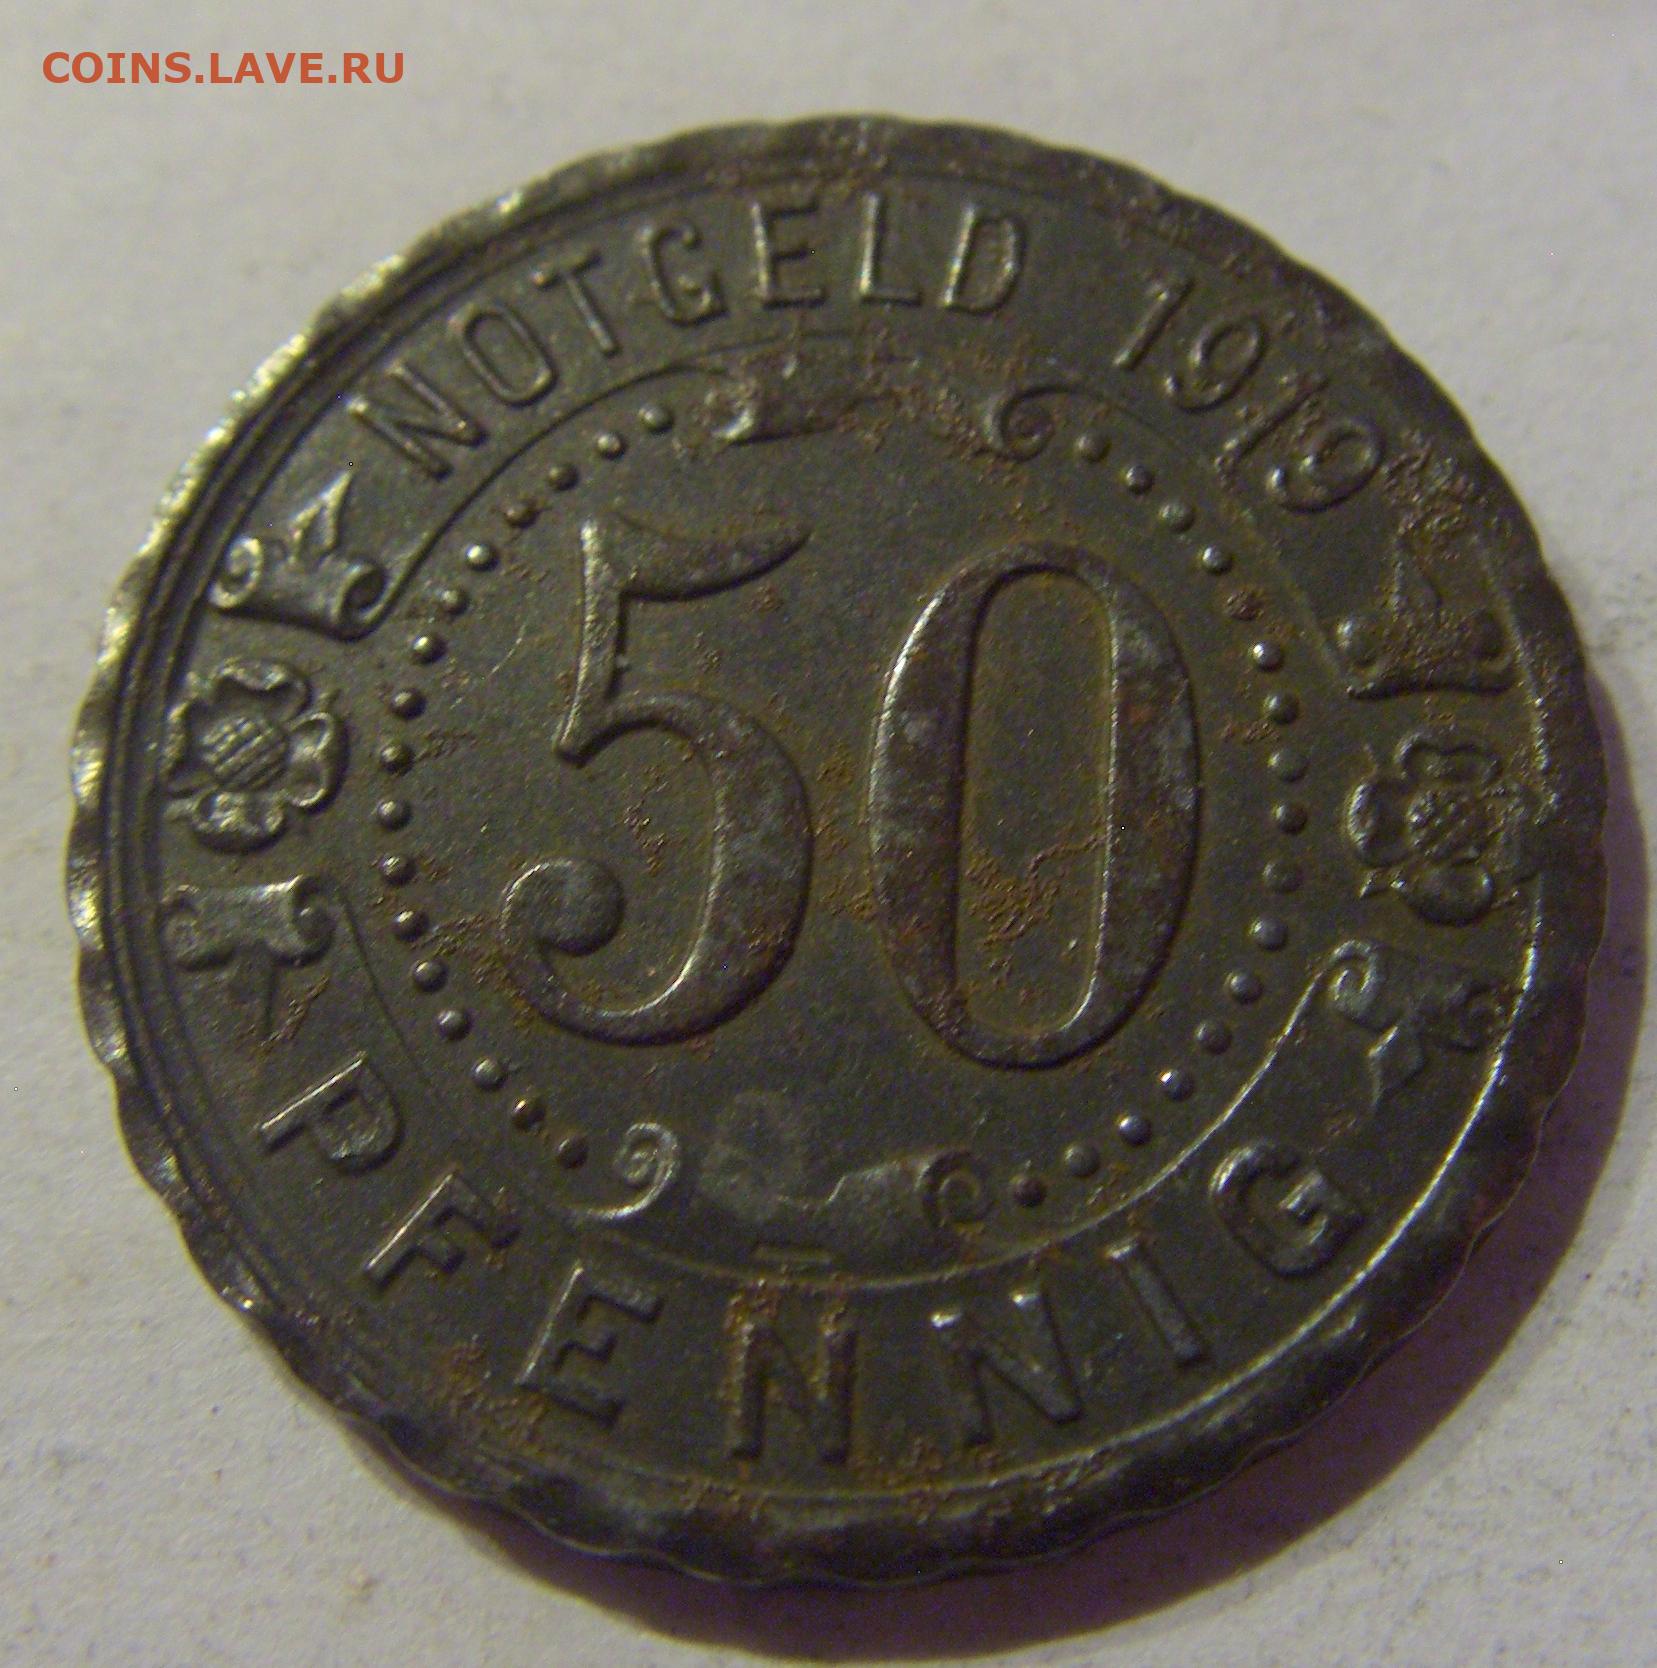 COINS.LAVE.RU
NOTGELD 1919
50
PFENNIG